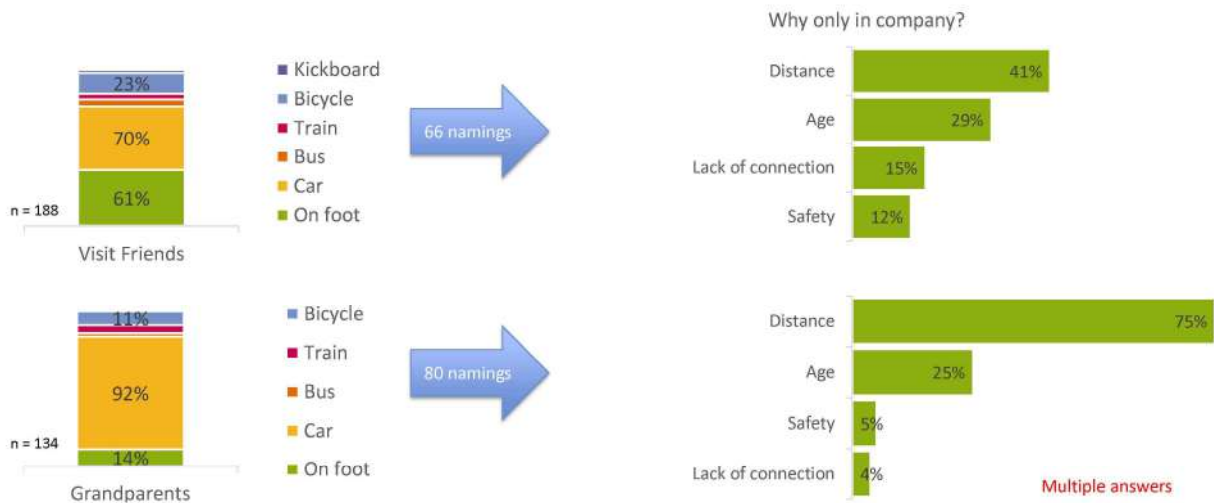 Why only in company?
23%
70%
61%
n = 188
Visit Friends
Kickboard
Bicycle
Train
Bus
Car
On foot
66 namings
Distance
41%
Age
29%
Lack of connection
15%
Safety
12%
11%
92%
14%
n = 134
Grandparents
Bicycle
Train
Bus
Car
On foot
80 namings
Distance
75%
Age
25%
Safety
5%
Lack of connection
4%
Multiple answers